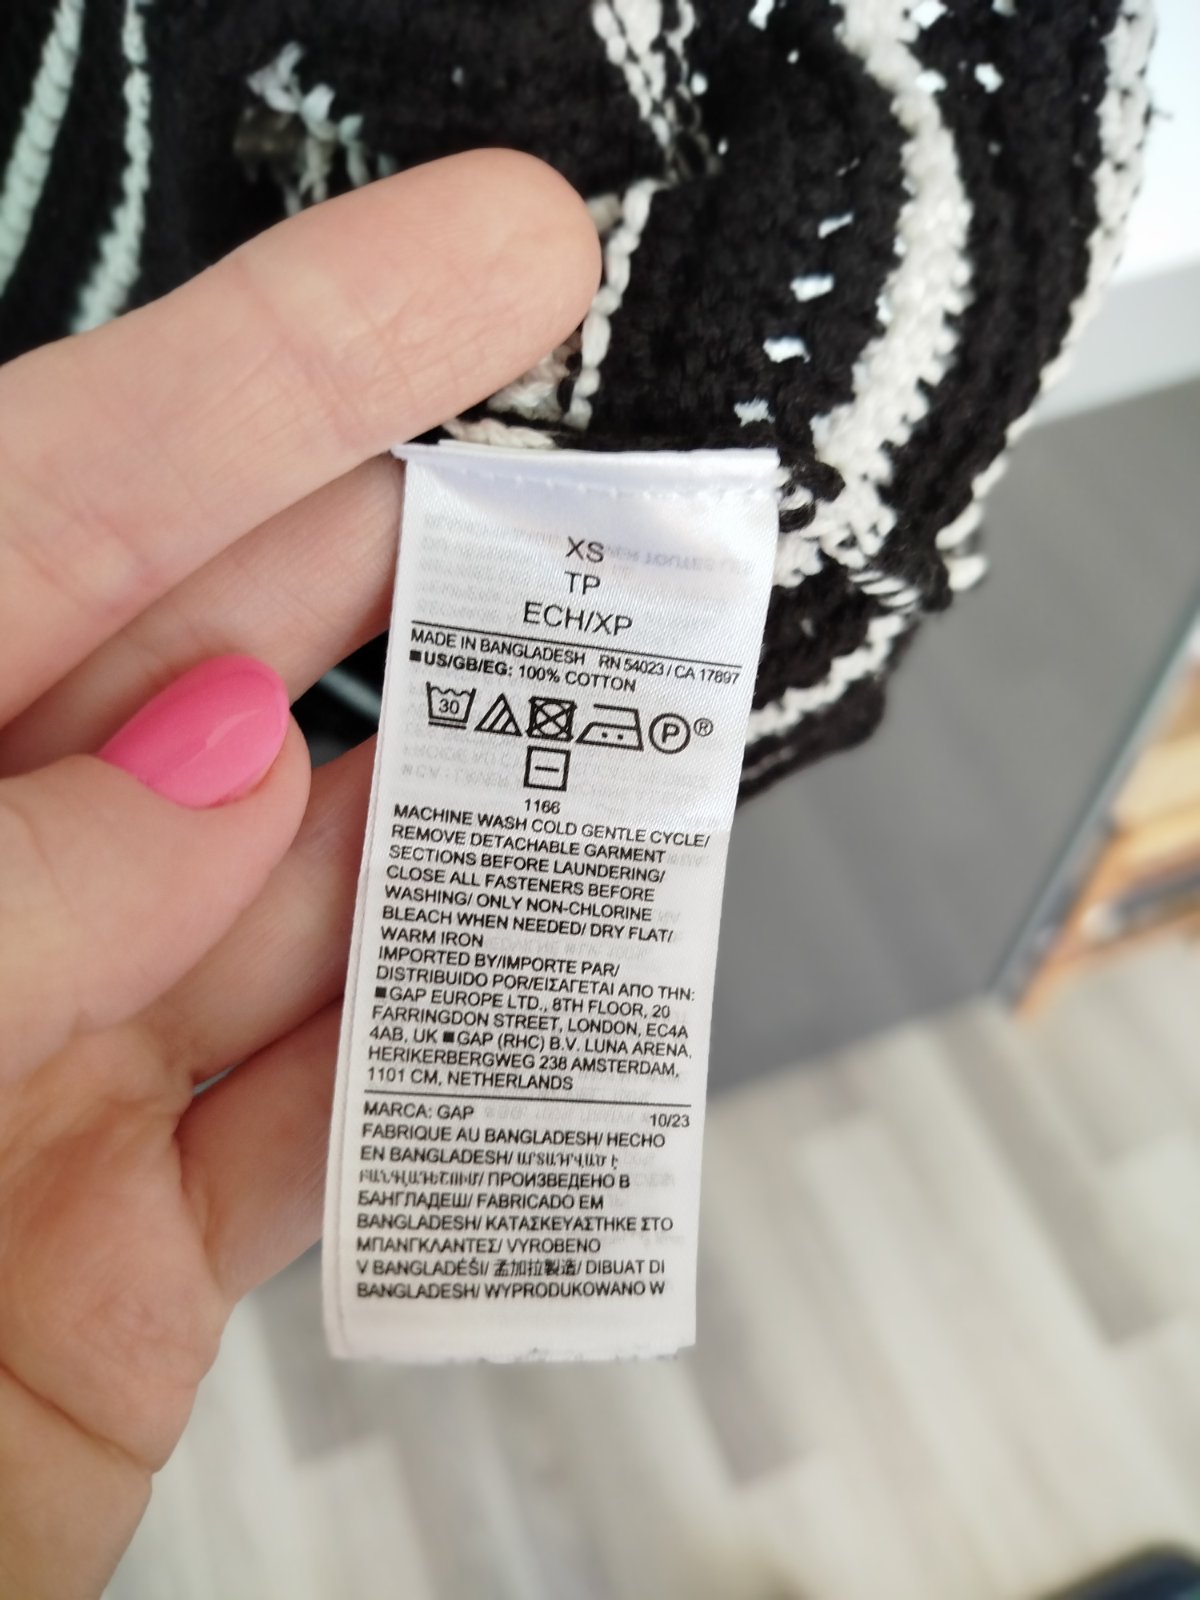 XS
TP
ECH/XP
MADE IN BANGLADESH RN 54023 / CA 17897
■US/GB/EG: 100% COTTON
30 P ®
1166
MACHINE WASH COLD GENTLE CYCLE/
REMOVE DETACHABLE GARMENT
SECTIONS BEFORE LAUNDERING/
CLOSE ALL FASTENERS BEFORE
WASHING/ ONLY NON-CHLORINE
BLEACH WHEN NEEDED/ DRY FLAT/
WARM IRON
IMPORTED BY/IMPORTE PAR/
DISTRIBUIDO POR/ΕΙΣΑΓΕΤΑΙ ΑΠΟ ΤΗΝ:
■GAP EUROPE LTD., 8TH FLOOR, 20
FARRINGDON STREET, LONDON, EC4A
4AB, UK ■GAP (RHC) B.V. LUNA ARENA,
HERIKERBERGWEG 238 AMSTERDAM,
1101 CM, NETHERLANDS
MARCA: GAP 10/23
FABRIQUE AU BANGLADESH/ HECHO
EN BANGLADESH/ ԱՐՏԱԴՐՎԱԾ Է
ԲԱՆԳԼԱԴԵՇՈՒՄ/ ПРОИЗВЕДЕНО В
БАНГЛАДЕШ/ FABRICADO EM
BANGLADESH/ ΚΑΤΑΣΚΕΥΑΣΤΗΚΕ ΣΤΟ
ΜΠΑΝΓΚΛΑΝΤΕΣ/ VYROBENO
V BANGLADÉŠI/ 孟加拉製造/ DIBUAT DI
BANGLADESH/ WYPRODUKOWANO W